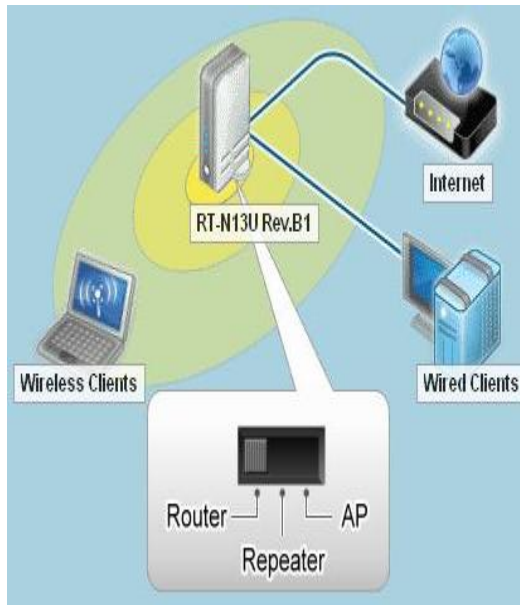 Internet
RT-N13U Rev.B1
Wireless Clients
Wired Clients
Router
AP
Repeater